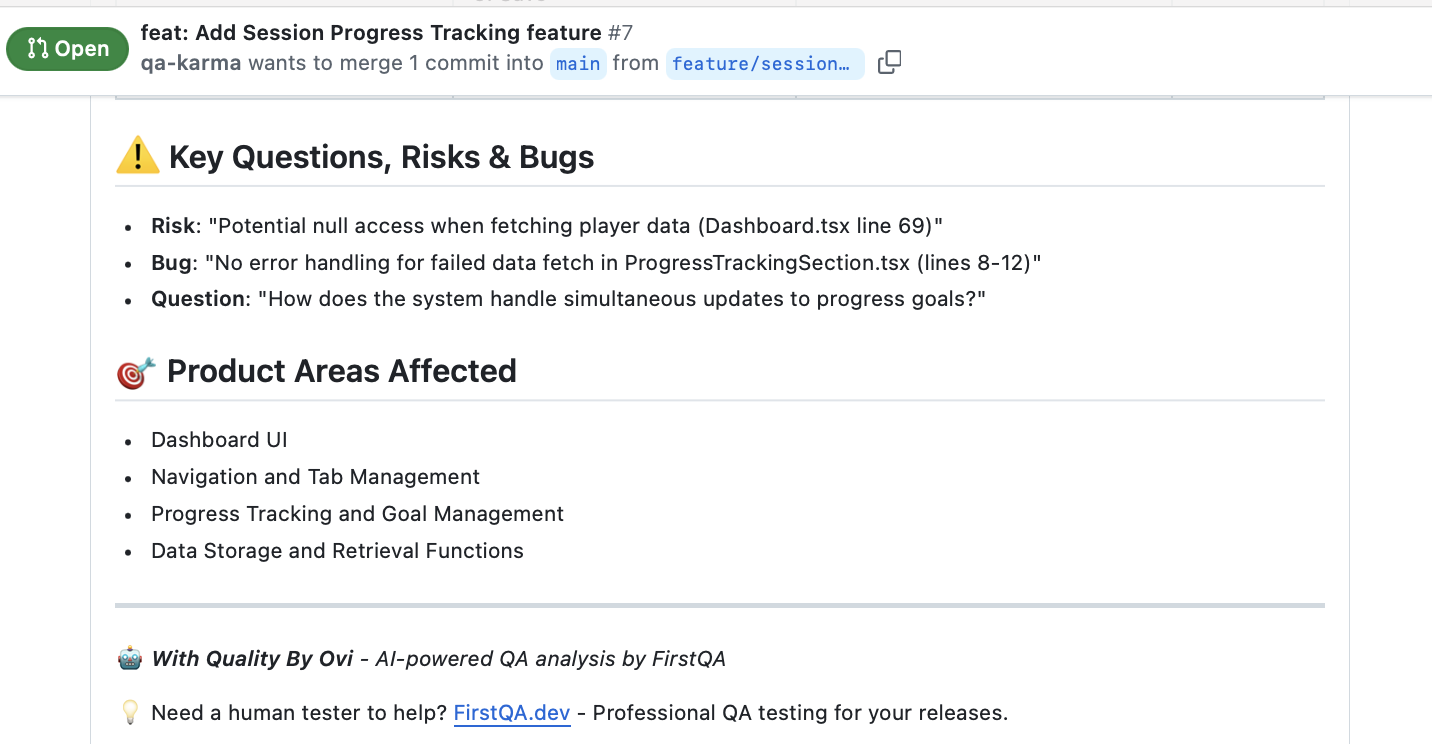 Open
feat: Add Session Progress Tracking feature #7
qa-karma wants to merge 1 commit into main from feature/session…
Key Questions, Risks & Bugs
Risk: "Potential null access when fetching player data (Dashboard.tsx line 69)"
Bug: "No error handling for failed data fetch in ProgressTrackingSection.tsx (lines 8-12)"
Question: "How does the system handle simultaneous updates to progress goals?"
Product Areas Affected
Dashboard UI
Navigation and Tab Management
Progress Tracking and Goal Management
Data Storage and Retrieval Functions
With Quality By Ovi - AI-powered QA analysis by FirstQA
Need a human tester to help? FirstQA.dev - Professional QA testing for your releases.